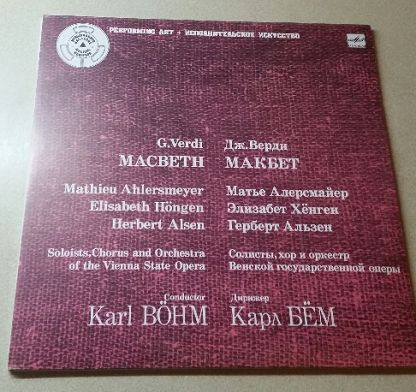 PERFORMING ART • ИСПОЛНИТЕЛЬСКОЕ ИСКУССТВО
G.Verdi Дж.Верди
MACBETH МАКБЕТ
Mathieu Ahlersmeyer Матье Алерсмайер
Elisabeth Höngen Элизабет Хёнген
Herbert Alsen Герберт Альзен
Soloists, Chorus and Orchestra Солисты, хор и оркестр
of the Vienna State Opera Венской государственной оперы
Conductor Дирижер
Karl BÖHM Карл БЁМ